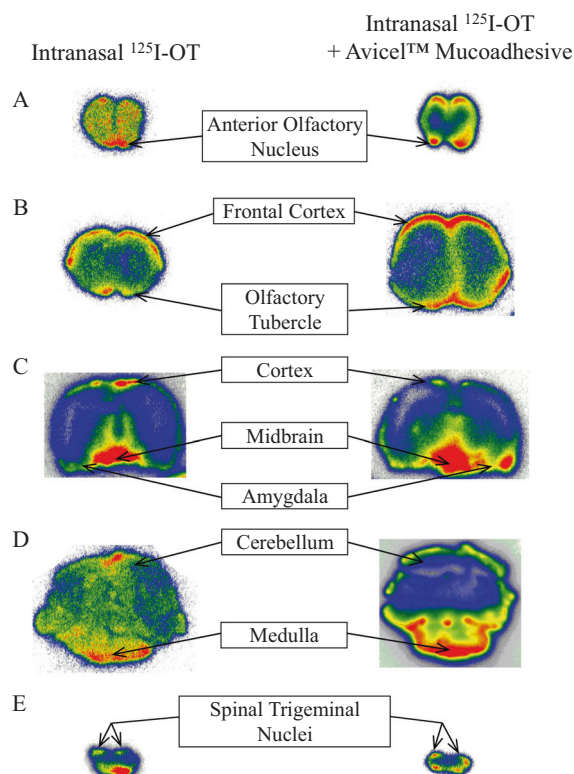 Intranasal ¹²⁵I-OT
Intranasal ¹²⁵I-OT
+ Avicel™ Mucoadhesive
A
Anterior Olfactory
Nucleus
B
Frontal Cortex
Olfactory
Tubercle
C
Cortex
Midbrain
Amygdala
D
Cerebellum
Medulla
E
Spinal Trigeminal
Nuclei